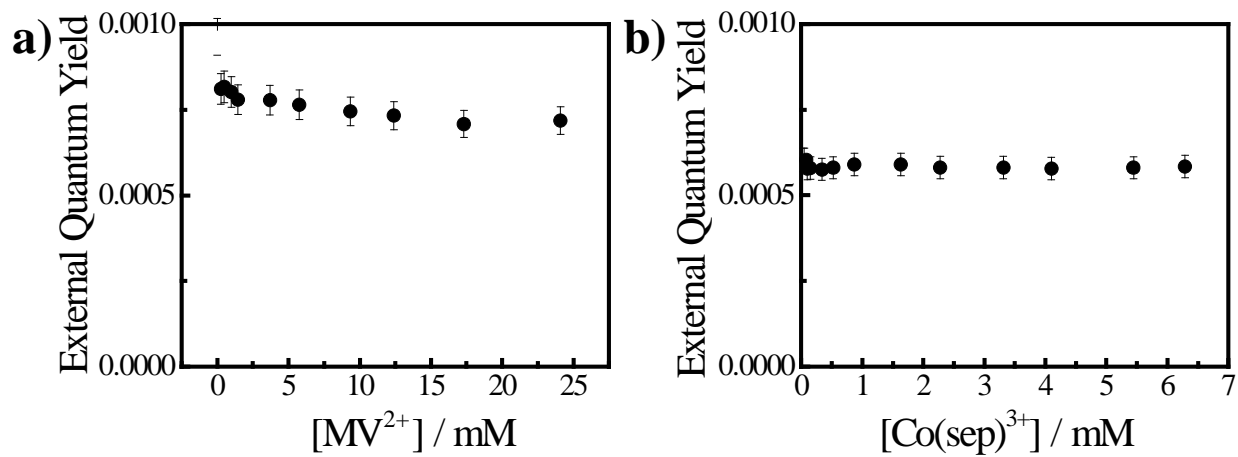 a)
External Quantum Yield
0.0010
0.0005
0.0000
0 5 10 15 20 25
[MV2+] / mM
b)
External Quantum Yield
0.0010
0.0005
0.0000
0 1 2 3 4 5 6 7
[Co(sep)3+] / mM